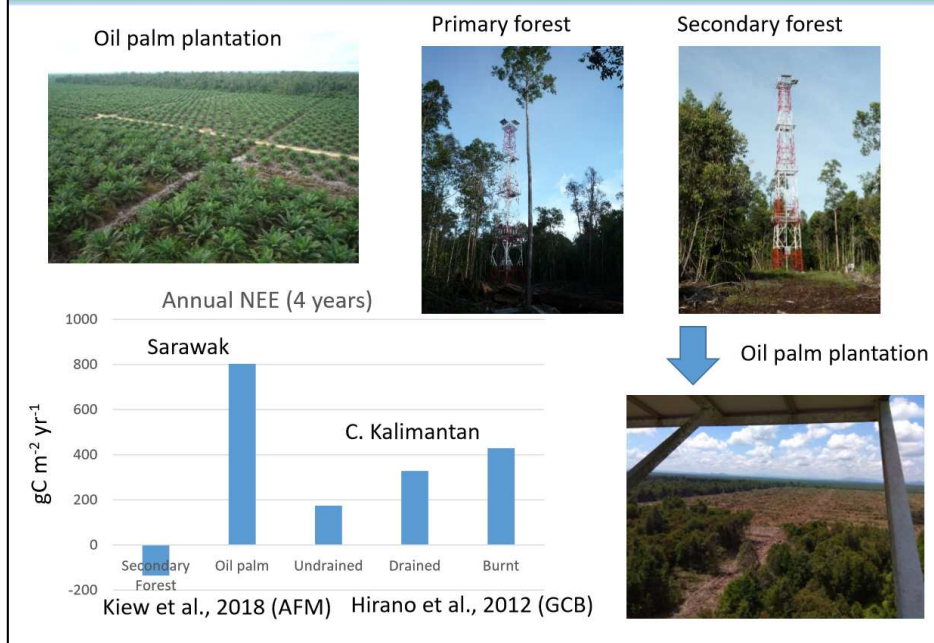 Oil palm plantation
Primary forest
Secondary forest
Annual NEE (4 years)
1000
800
600
400
200
0
-200
gC m⁻² yr⁻¹
Sarawak
C. Kalimantan
Secondary
Forest
Oil palm
Undrained
Drained
Burnt
Kiew et al., 2018 (AFM)
Hirano et al., 2012 (GCB)
Oil palm plantation